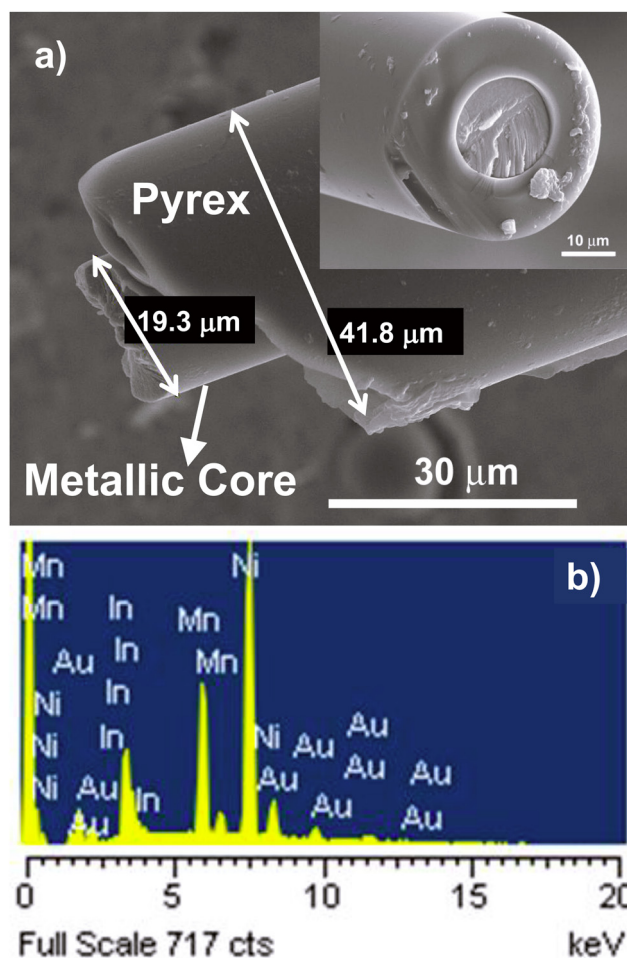 a)
Pyrex
10 μm
19.3 μm
41.8 μm
Metallic Core
30 μm
b)
Mn
Ni
Mn
In
Mn
In
Mn
Au
Ni
In
Au
Ni
In
Ni
Au
Au
Au
Ni
Au
In
Au
Au
Au
Au
Au
0
5
10
15
20
Full Scale 717 cts
keV